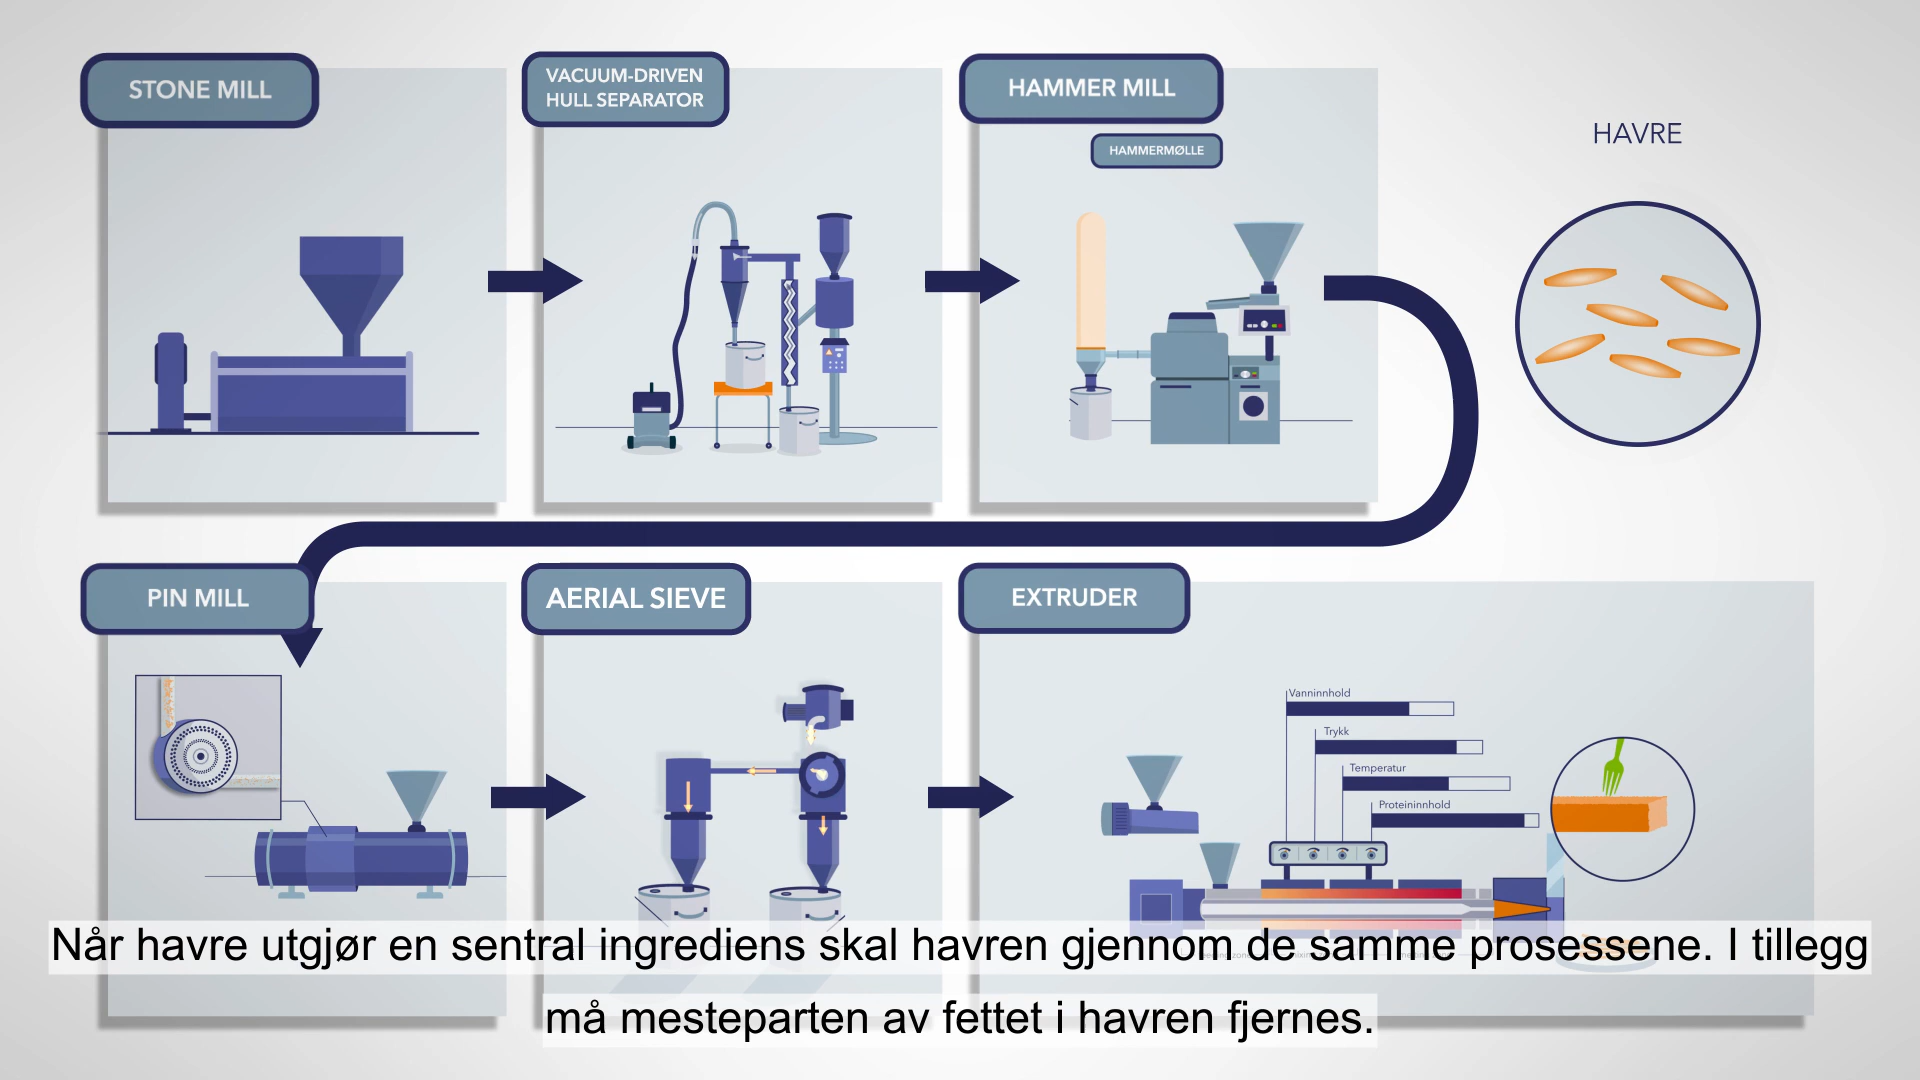 STONE MILL
VACUUM-DRIVEN
HULL SEPARATOR
HAMMER MILL
HAMMERMØLLE
HAVRE
PIN MILL
AERIAL SIEVE
EXTRUDER
Vanninnhold
Trykk
Temperatur
Proteininnhold
Når havre utgjør en sentral ingrediens skal havren gjennom de samme prosessene. I tillegg
må mesteparten av fettet i havren fjernes.